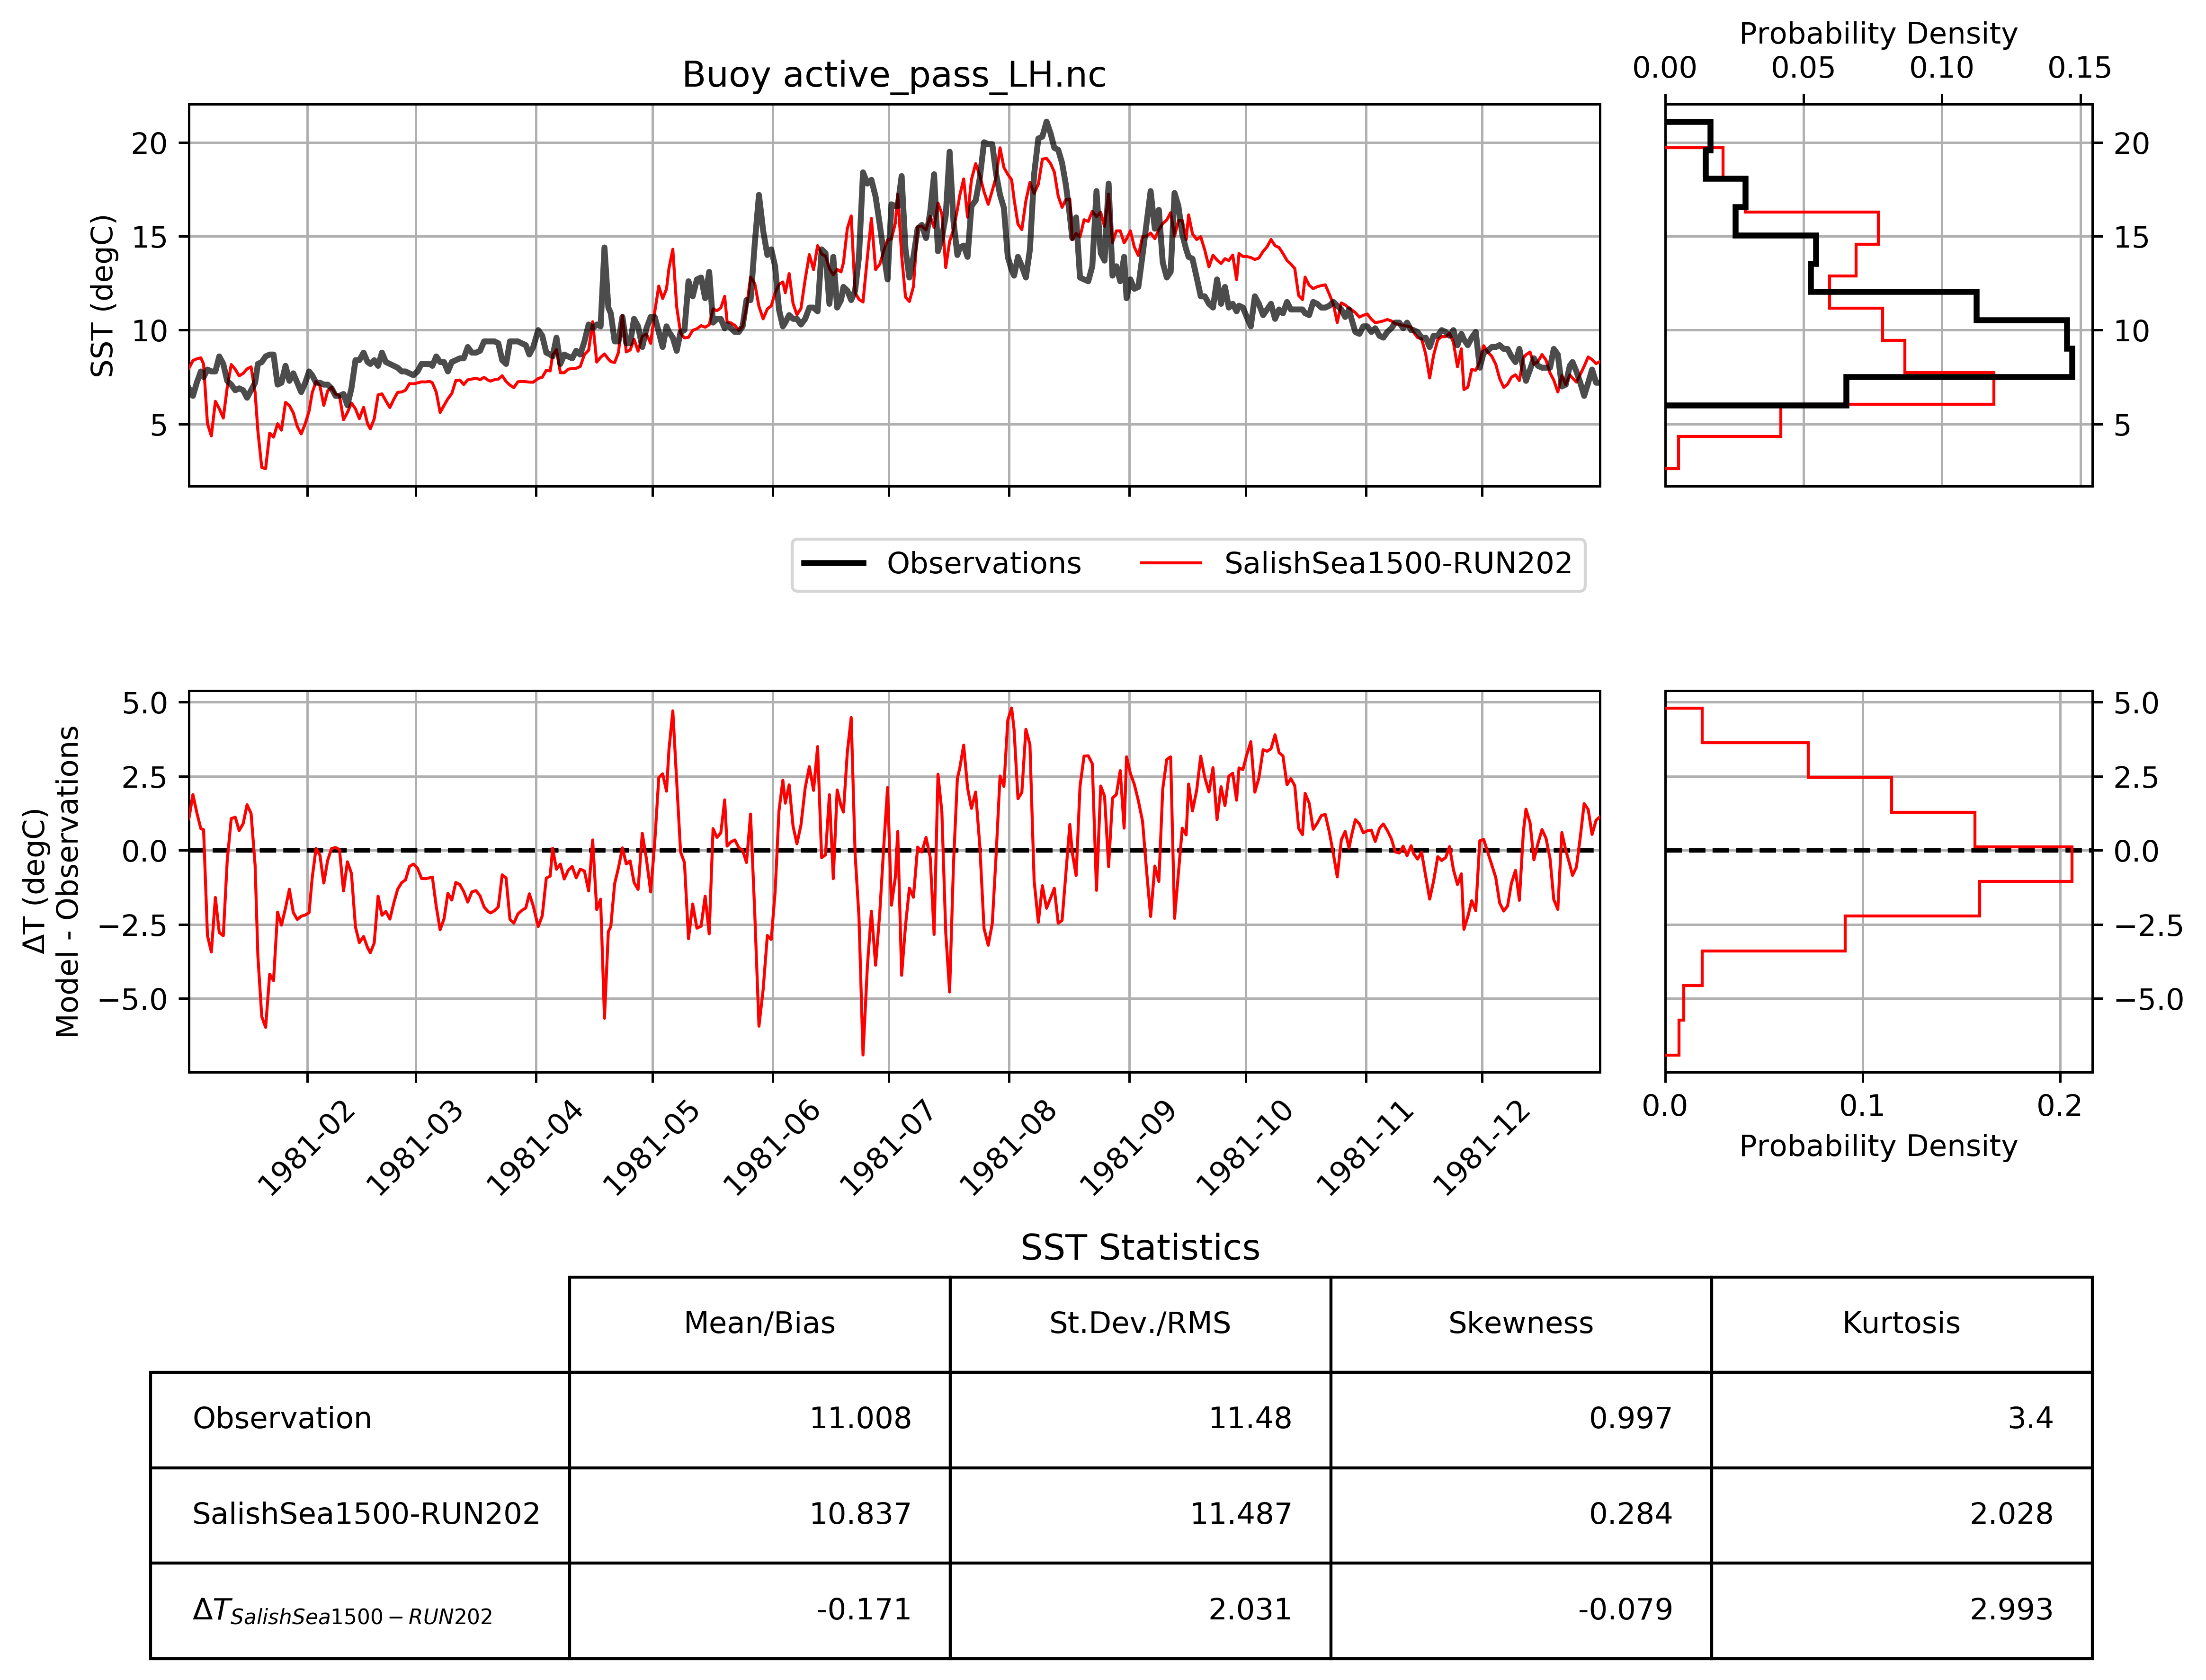 Probability Density
0.00 0.05 0.10 0.15
Buoy active_pass_LH.nc
SST (degC)
20
15
10
5
20
15
10
5
Observations SalishSea1500-RUN202
ΔT (degC)
Model - Observations
5.0
2.5
0.0
−2.5
−5.0
5.0
2.5
0.0
−2.5
−5.0
1981-02 1981-03 1981-04 1981-05 1981-06 1981-07 1981-08 1981-09 1981-10 1981-11 1981-12
0.0 0.1 0.2
Probability Density
SST Statistics
Mean/Bias St.Dev./RMS Skewness Kurtosis
Observation 11.008 11.48 0.997 3.4
SalishSea1500-RUN202 10.837 11.487 0.284 2.028
ΔT SalishSea1500−RUN202 -0.171 2.031 -0.079 2.993